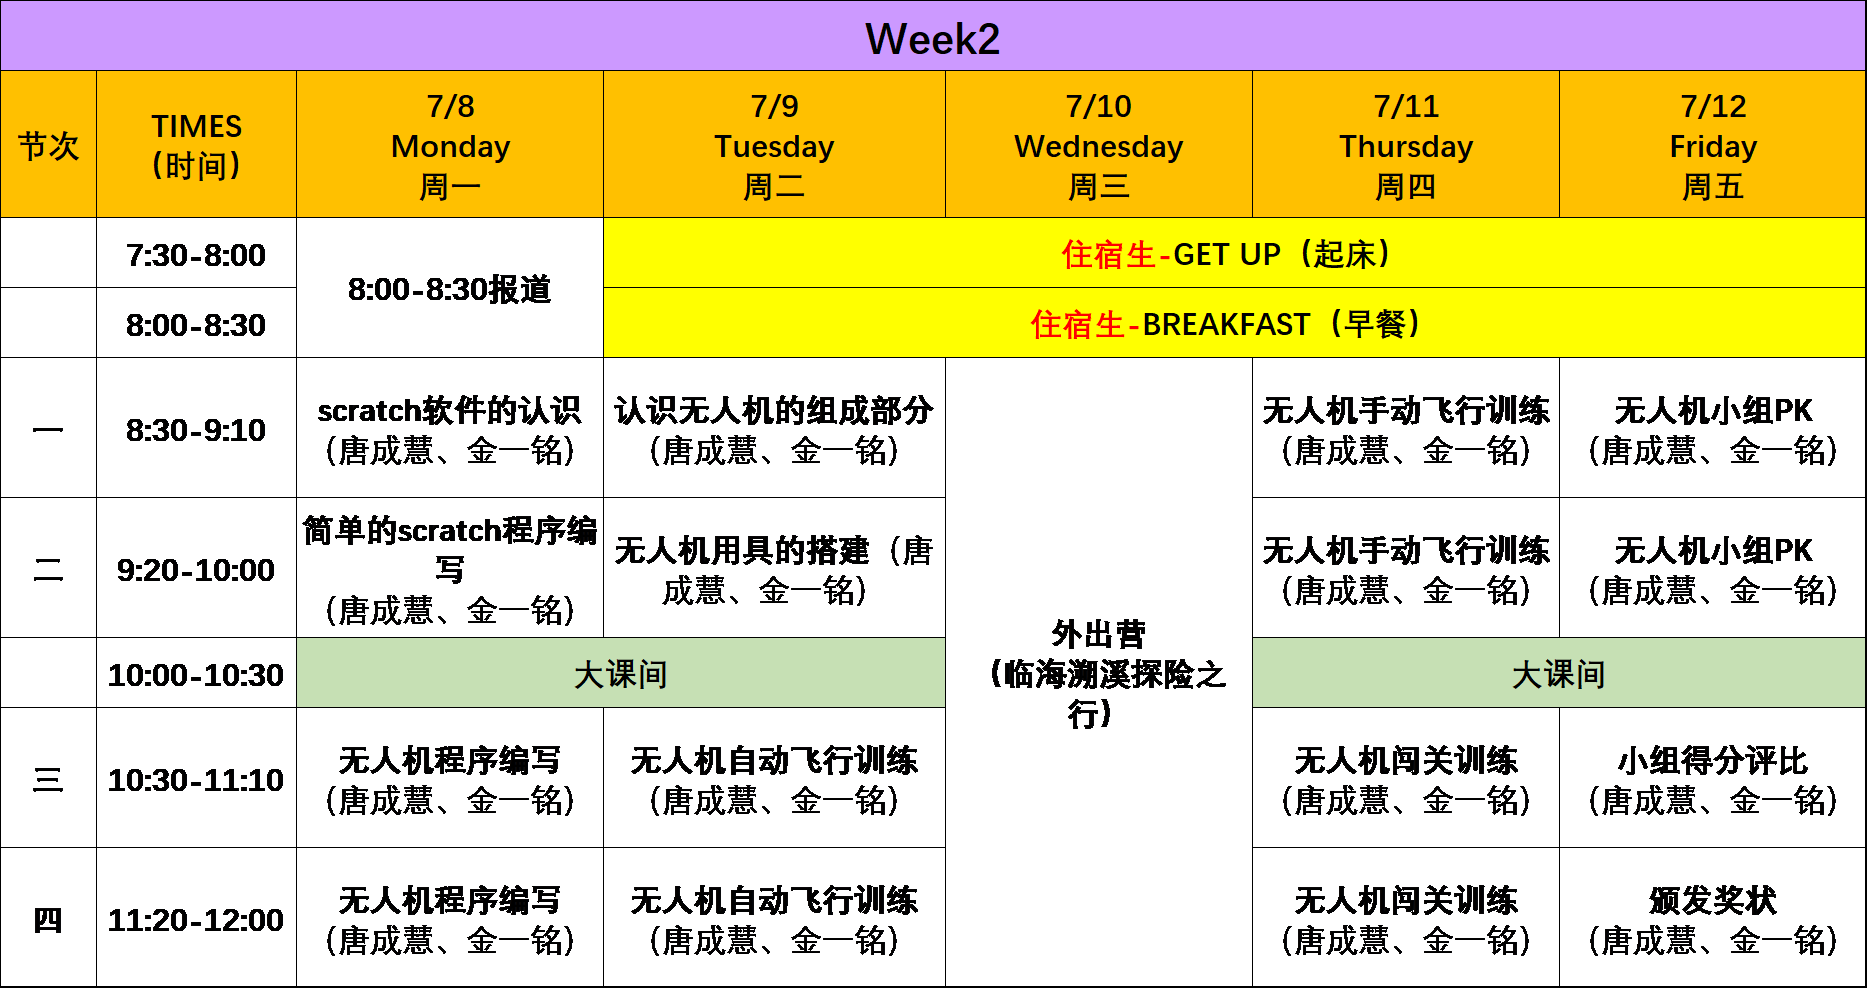 Week2
节次
TIMES
(时间)
7/8
Monday
周一
7/9
Tuesday
周二
7/10
Wednesday
周三
7/11
Thursday
周四
7/12
Friday
周五
7:30-8:00
8:00-8:30报道
住宿生-GET UP（起床）
8:00-8:30
住宿生-BREAKFAST（早餐）
一
8:30-9:10
scratch软件的认识
(唐成慧、金一铭)
认识无人机的组成部分
(唐成慧、金一铭)
外出营
(临海溯溪探险之
行)
无人机手动飞行训练
(唐成慧、金一铭)
无人机小组PK
(唐成慧、金一铭)
二
9:20-10:00
简单的scratch程序编
写
(唐成慧、金一铭)
无人机用具的搭建（唐
成慧、金一铭)
无人机手动飞行训练
(唐成慧、金一铭)
无人机小组PK
(唐成慧、金一铭)
10:00-10:30
大课间
大课间
三
10:30-11:10
无人机程序编写
(唐成慧、金一铭)
无人机自动飞行训练
(唐成慧、金一铭)
无人机闯关训练
(唐成慧、金一铭)
小组得分评比
(唐成慧、金一铭)
四
11:20-12:00
无人机程序编写
(唐成慧、金一铭)
无人机自动飞行训练
(唐成慧、金一铭)
无人机闯关训练
(唐成慧、金一铭)
颁发奖状
(唐成慧、金一铭)